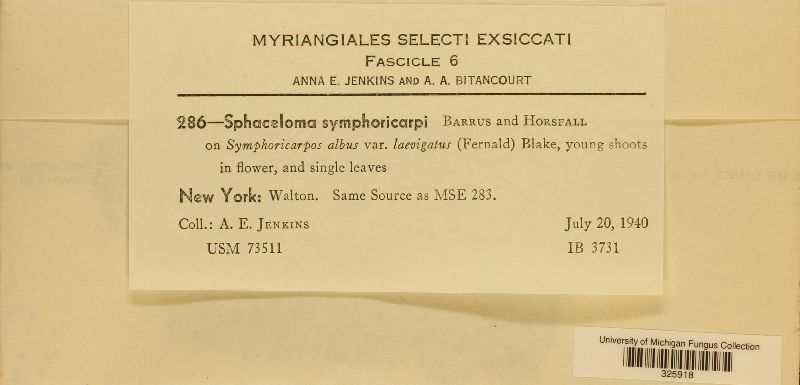 MYRIANGIALES SELECTI EXSICCATI
FASCICLE 6
ANNA E. JENKINS AND A. A. BITANCOURT
286—Sphaceloma symphoricarpi BARRUS and HORSFALL
on Symphoricarpos albus var. laevigatus (Fernald) Blake, young shoots
in flower, and single leaves
New York: Walton. Same Source as MSE 283.
Coll.: A. E. JENKINS July 20, 1940
USM 73511 IB 3731
University of Michigan Fungus Collection
325918